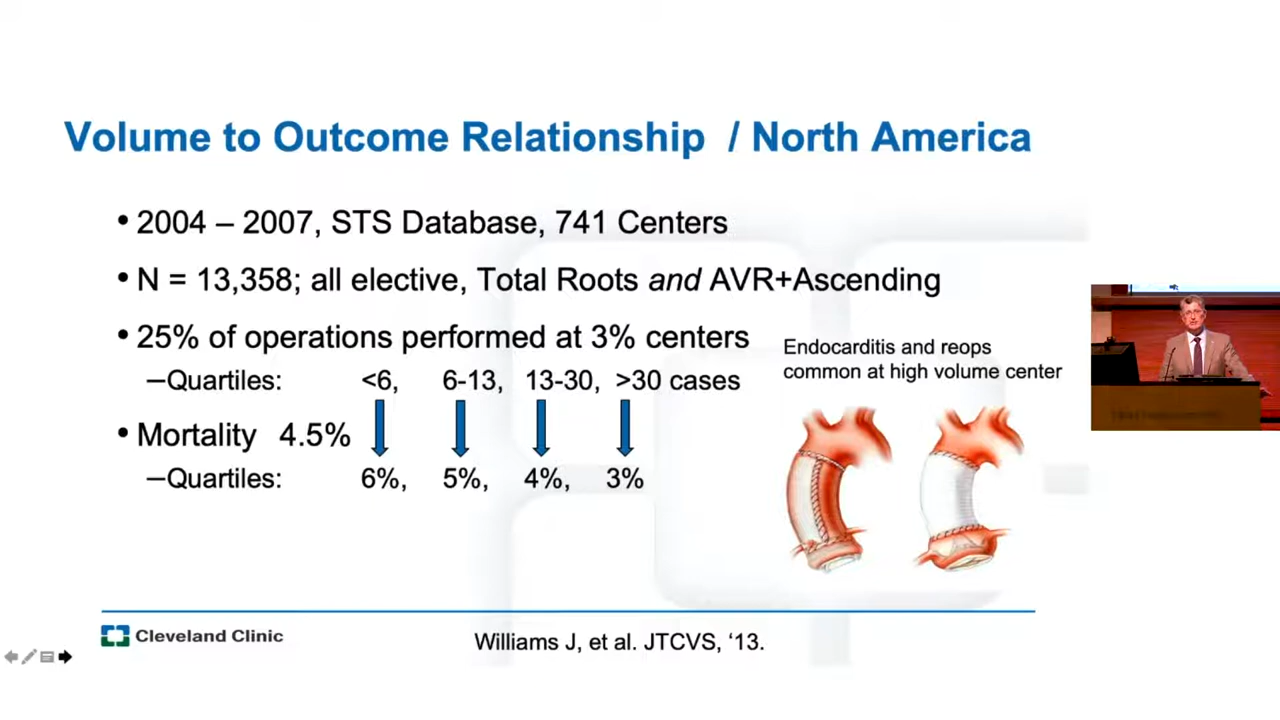 Volume to Outcome Relationship / North America
• 2004 – 2007, STS Database, 741 Centers
• N = 13,358; all elective, Total Roots and AVR+Ascending
• 25% of operations performed at 3% centers
–Quartiles: <6, 6-13, 13-30, >30 cases
• Mortality 4.5%
–Quartiles: 6%, 5%, 4%, 3%
Endocarditis and reops
common at high volume center
Cleveland Clinic
Williams J, et al. JTCVS, ‘13.